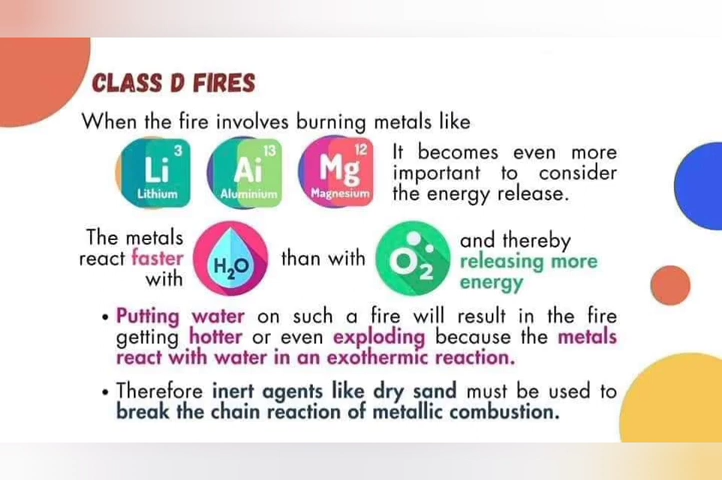 CLASS D FIRES
When the fire involves burning metals like
3
Li
Lithium
13
Ai
Aluminium
12
Mg
Magnesium
It becomes even more
important to consider
the energy release.
The metals
react faster
with
H₂O
than with
O₂
and thereby
releasing more
energy
• Putting water on such a fire will result in the fire
getting hotter or even exploding because the metals
react with water in an exothermic reaction.
• Therefore inert agents like dry sand must be used to
break the chain reaction of metallic combustion.